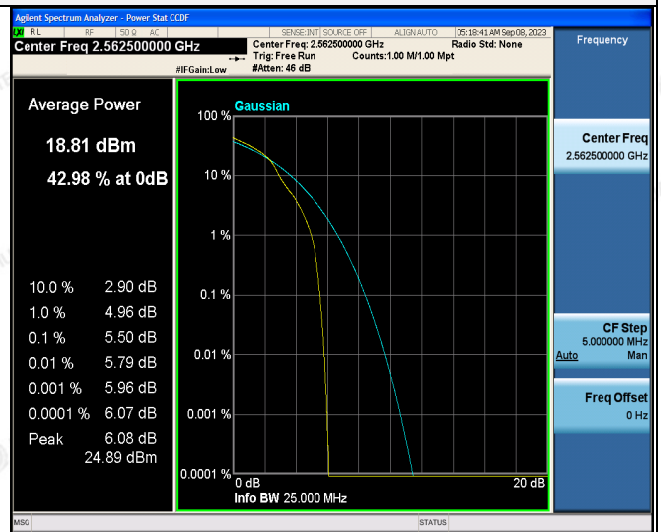 Agilent Spectrum Analyzer - Power Stat CCDF
LXI RL RF 50 Ω AC SENSE:INT SOURCE OFF ALIGN AUTO 05:18:41 AM Sep 08, 2023
Center Freq 2.562500000 GHz
Center Freq: 2.562500000 GHz Radio Std: None
Trig: Free Run Counts:1.00 M/1.00 Mpt
#IFGain:Low #Atten: 46 dB
Frequency
Average Power
18.81 dBm
42.98 % at 0dB
10.0 % 2.90 dB
1.0 % 4.96 dB
0.1 % 5.50 dB
0.01 % 5.79 dB
0.001 % 5.96 dB
0.0001 % 6.07 dB
Peak 6.08 dB
24.89 dBm
Gaussian
100 %
10 %
1 %
0.1 %
0.01 %
0.001 %
0.0001 %
0 dB 20 dB
Info BW 25.000 MHz
Center Freq
2.562500000 GHz
CF Step
5.000000 MHz
Auto Man
Freq Offset
0 Hz
MSG STATUS